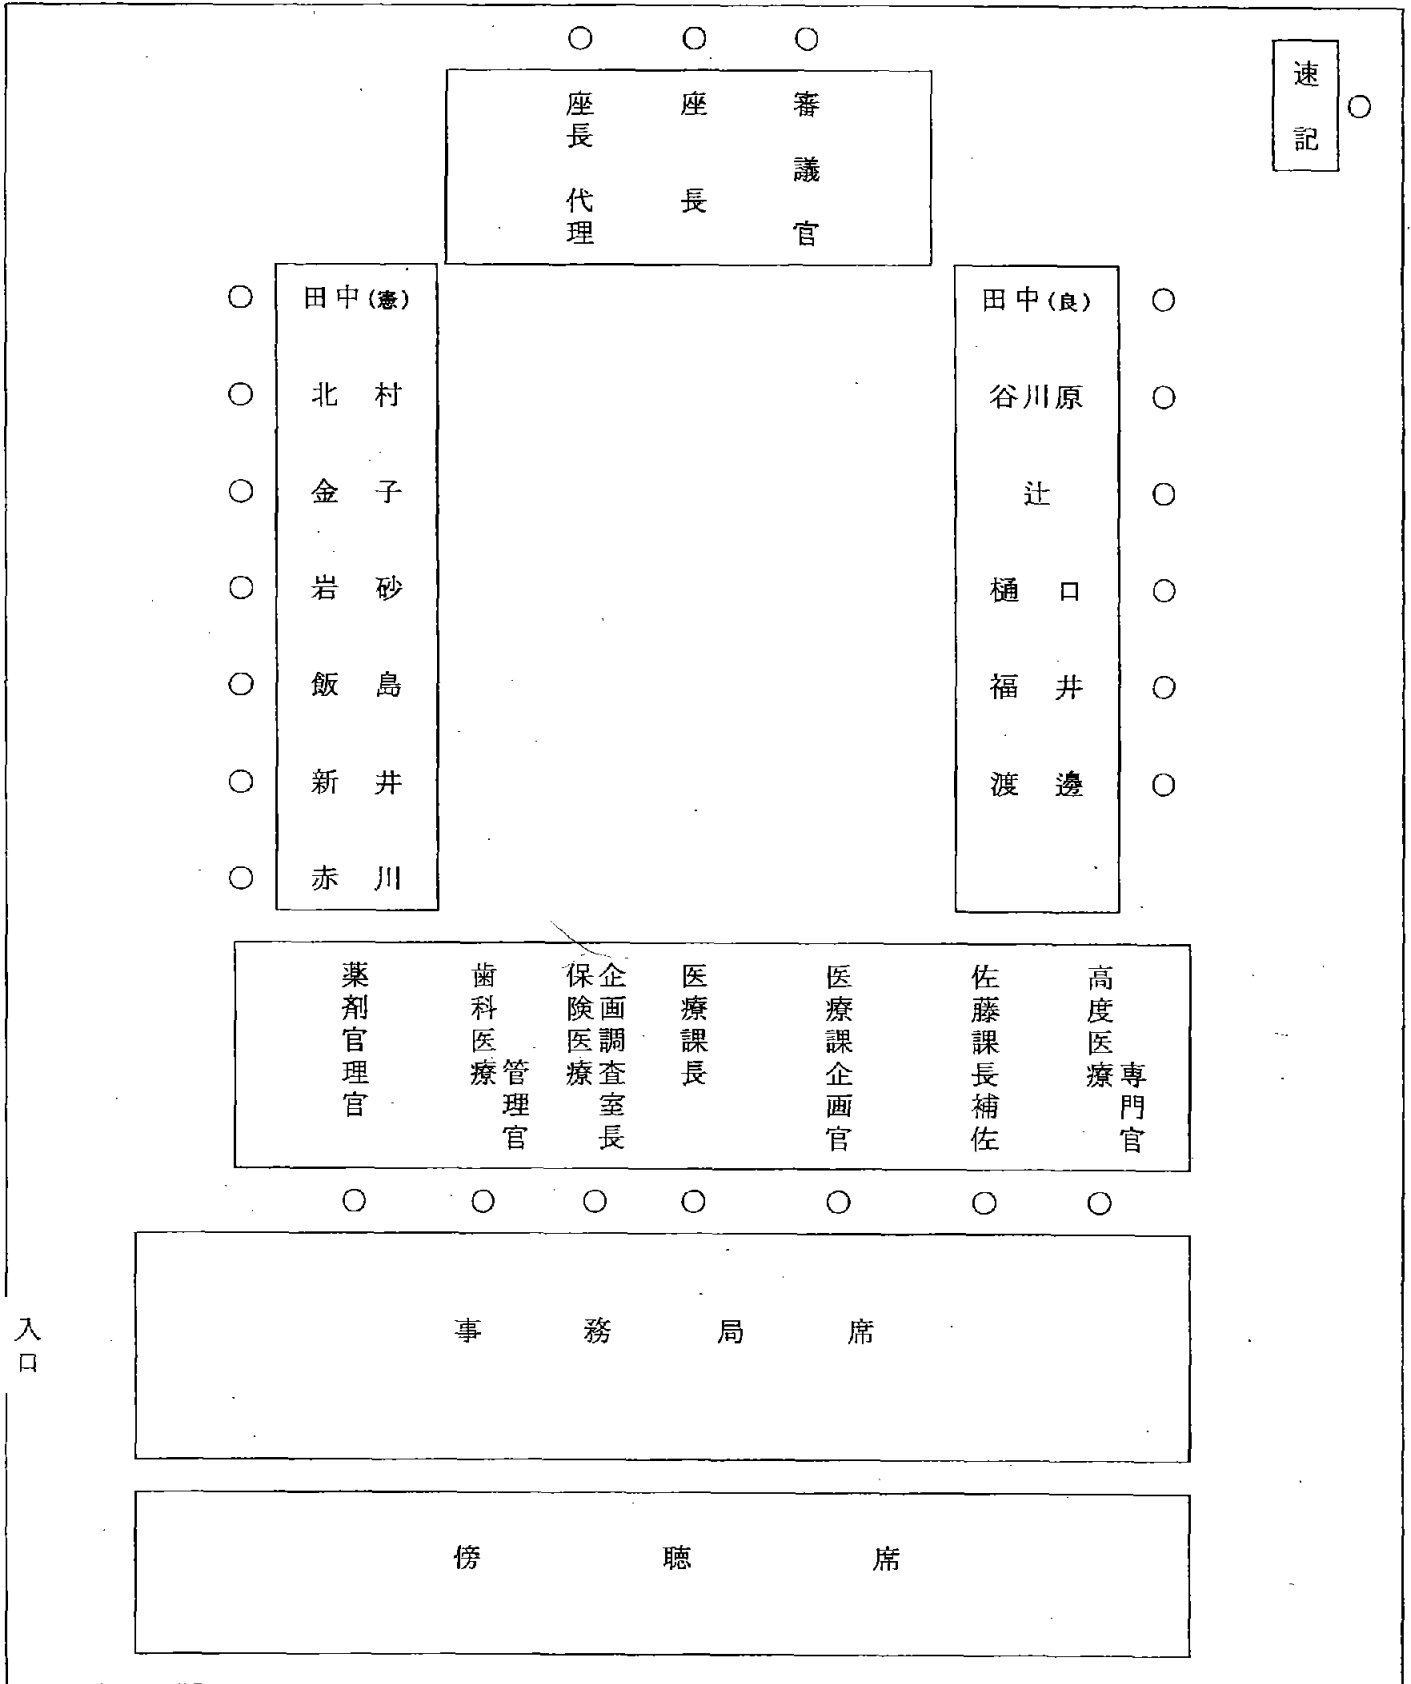 座長代理
座長
審議官
速記
田中(憲)
北村
金子
岩砂
飯島
新井
赤川
田中(良)
谷川原
辻
樋口
福井
渡邊
薬剤管理官
歯科医療管理官
保険医療企画調査室長
医療課長
医療課企画官
佐藤課長補佐
高度医療専門官
事務局席
入口
傍聴席